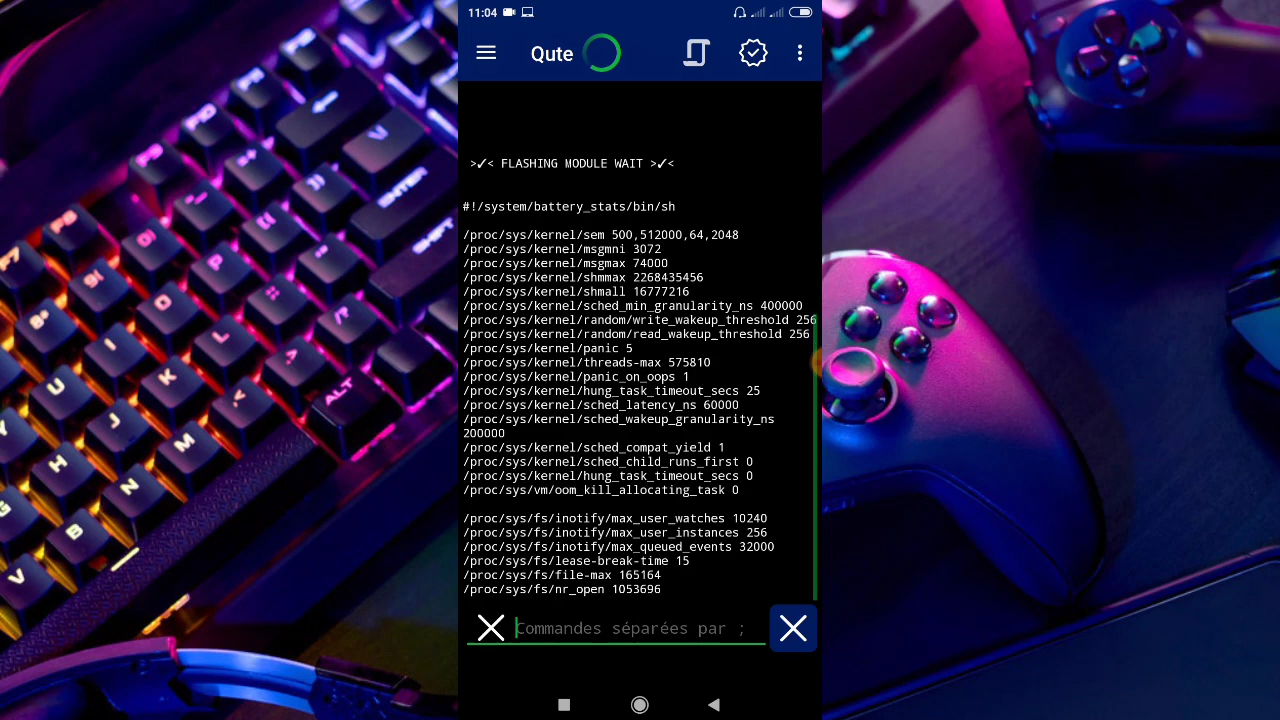 11:04
Qute
>✓< FLASHING MODULE WAIT >✓<
#!/system/battery_stats/bin/sh
/proc/sys/kernel/sem 500,512000,64,2048
/proc/sys/kernel/msgmni 3072
/proc/sys/kernel/msgmax 74000
/proc/sys/kernel/shmmax 2268435456
/proc/sys/kernel/shmall 16777216
/proc/sys/kernel/sched_min_granularity_ns 400000
/proc/sys/kernel/random/write_wakeup_threshold 256
/proc/sys/kernel/random/read_wakeup_threshold 256
/proc/sys/kernel/panic 5
/proc/sys/kernel/threads-max 575810
/proc/sys/kernel/panic_on_oops 1
/proc/sys/kernel/hung_task_timeout_secs 25
/proc/sys/kernel/sched_latency_ns 60000
/proc/sys/kernel/sched_wakeup_granularity_ns
200000
/proc/sys/kernel/sched_compat_yield 1
/proc/sys/kernel/sched_child_runs_first 0
/proc/sys/kernel/hung_task_timeout_secs 0
/proc/sys/vm/oom_kill_allocating_task 0
/proc/sys/fs/inotify/max_user_watches 10240
/proc/sys/fs/inotify/max_user_instances 256
/proc/sys/fs/inotify/max_queued_events 32000
/proc/sys/fs/lease-break-time 15
/proc/sys/fs/file-max 165164
/proc/sys/fs/nr_open 1053696
Commandes séparées par ;
F7
F8
F9
F10
ENTER
SHIFT
ALT
P
O
I
U
L
K
J
H
M
N
B
V